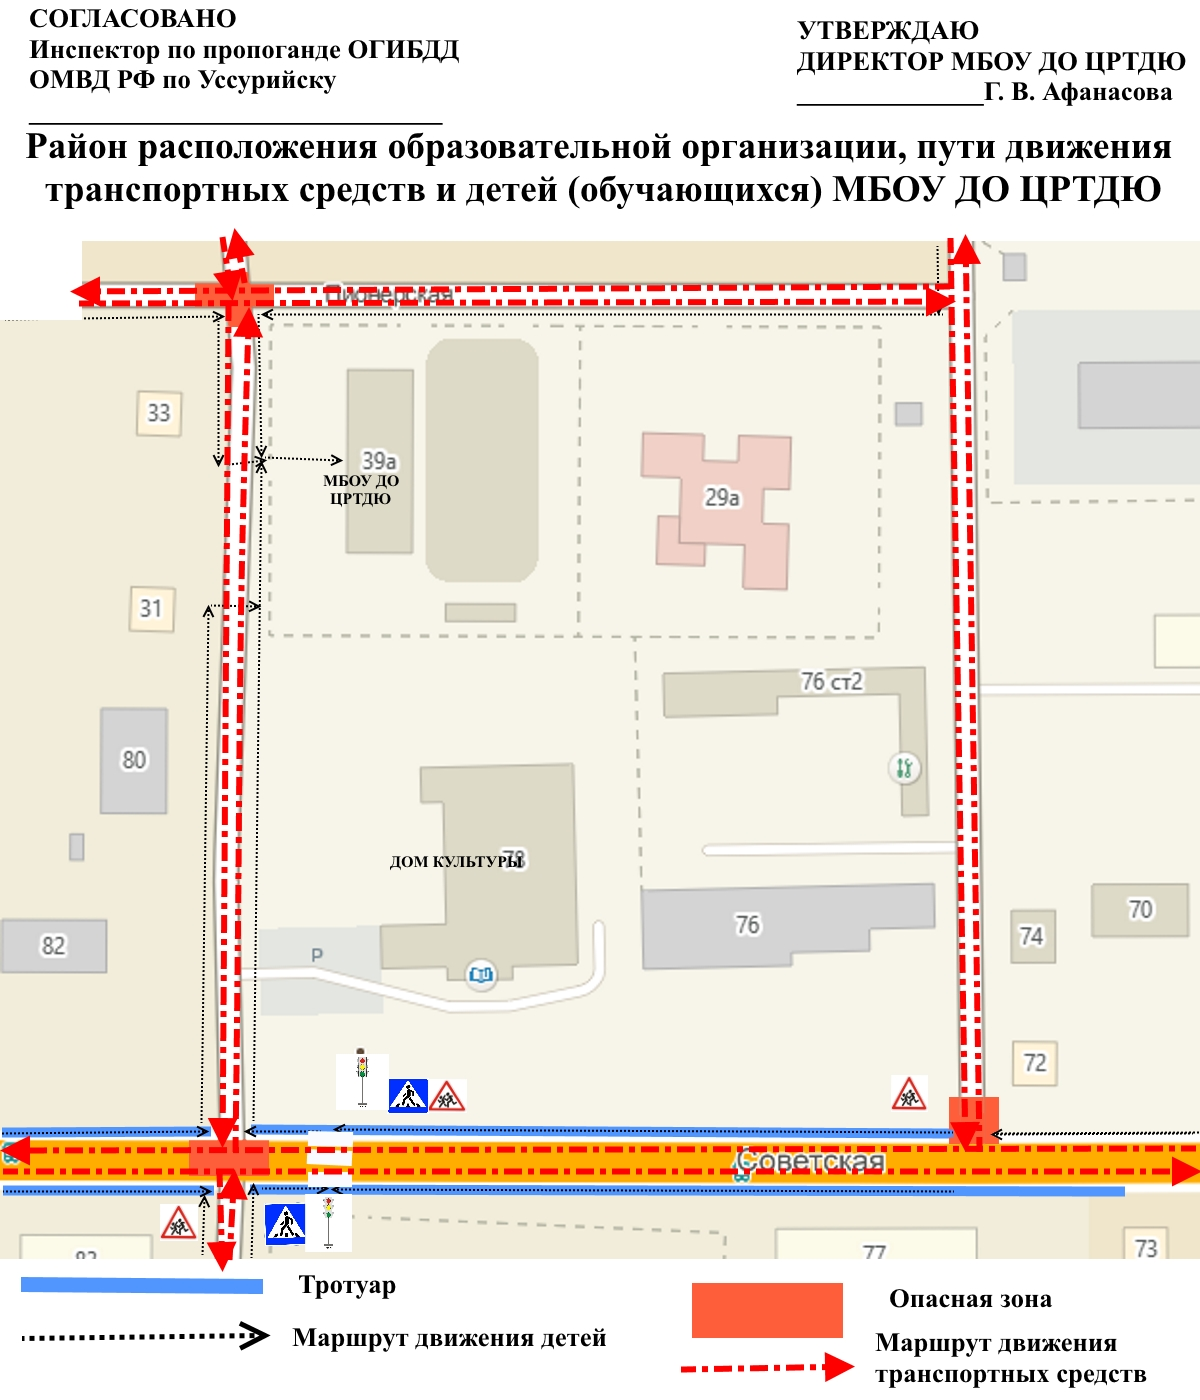 СОГЛАСОВАНО
Инспектор по пропоганде ОГИБДД
ОМВД РФ по Уссурийску
УТВЕРЖДАЮ
ДИРЕКТОР МБОУ ДО ЦРТДЮ
Г. В. Афанасова
Район расположения образовательной организации, пути движения
транспортных средств и детей (обучающихся) МБОУ ДО ЦРТДЮ
Пионерская
33
39а
МБОУ ДО
ЦРТДЮ
29а
31
76 ст2
80
ДОМ КУЛЬТУРЫ
78
70
76
74
82
P
72
Советская
83
77
73
Тротуар
Опасная зона
Маршрут движения детей
Маршрут движения
транспортных средств